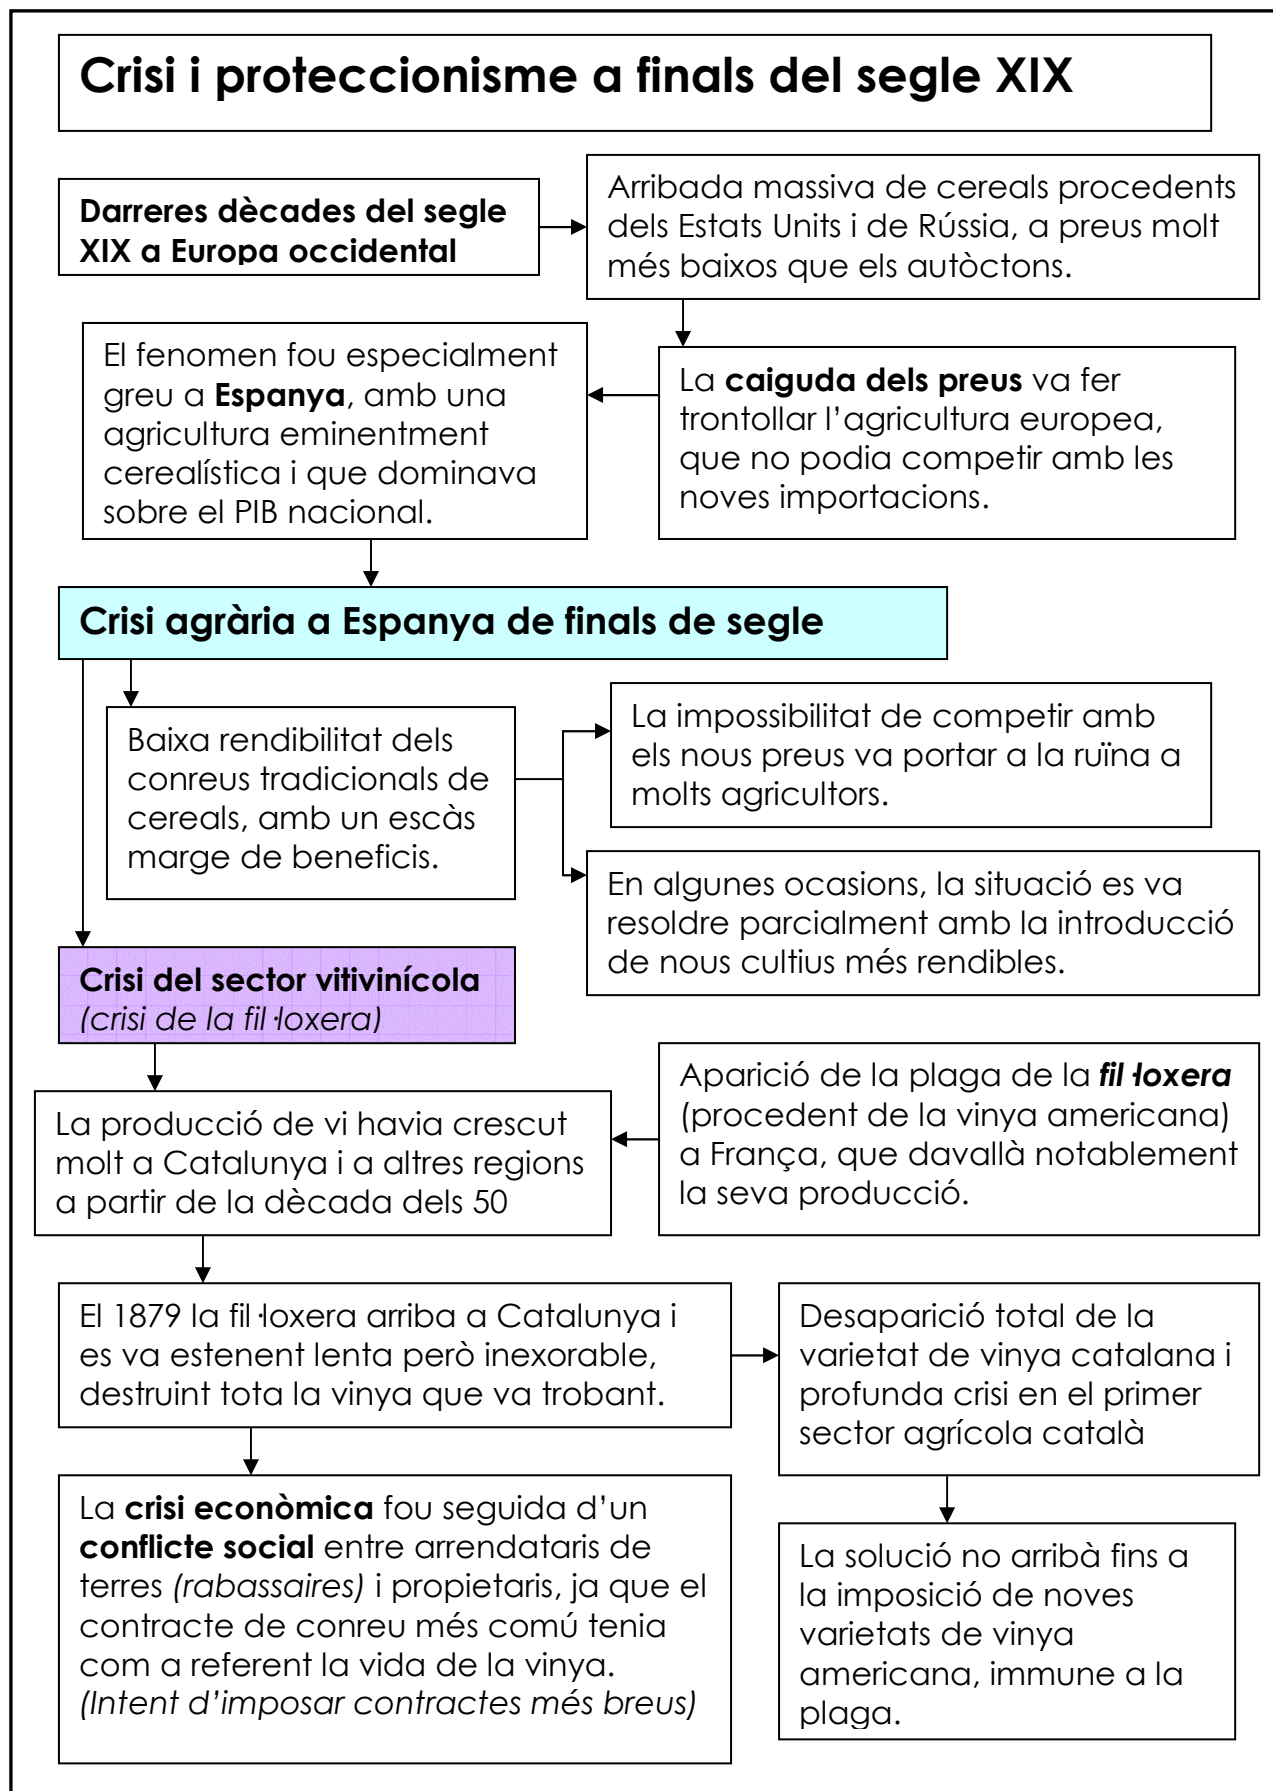 Crisi i proteccionisme a finals del segle XIX
Darreres dècades del segle
XIX a Europa occidental
Arribada massiva de cereals procedents
dels Estats Units i de Rússia, a preus molt
més baixos que els autòctons.
El fenomen fou especialment
greu a Espanya, amb una
agricultura eminentment
cerealística i que dominava
sobre el PIB nacional.
La caiguda dels preus va fer
trontollar l'agricultura europea,
que no podia competir amb les
noves importacions.
Crisi agrària a Espanya de finals de segle
Baixa rendibilitat dels
conreus tradicionals de
cereals, amb un escàs
marge de beneficis.
La impossibilitat de competir amb
els nous preus va portar a la ruïna a
molts agricultors.
En algunes ocasions, la situació es va
resoldre parcialment amb la introducció
de nous cultius més rendibles.
Crisi del sector vitivinícola
(crisi de la fil·loxera)
Aparició de la plaga de la fil·loxera
(procedent de la vinya americana)
a França, que davallà notablement
la seva producció.
La producció de vi havia crescut
molt a Catalunya i a altres regions
a partir de la dècada dels 50
El 1879 la fil·loxera arriba a Catalunya i
es va estenent lenta però inexorable,
destruint tota la vinya que va trobant.
Desaparició total de la
varietat de vinya catalana i
profunda crisi en el primer
sector agrícola català
La crisi econòmica fou seguida d'un
conflicte social entre arrendataris de
terres (rabassaires) i propietaris, ja que el
contracte de conreu més comú tenia
com a referent la vida de la vinya.
(Intent d'imposar contractes més breus)
La solució no arribà fins a
la imposició de noves
varietats de vinya
americana, immune a la
plaga.